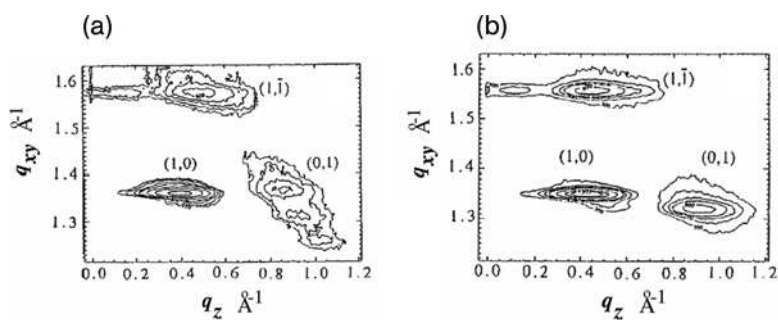 (a) (b)
1.6 (1,1̄) 1.6 (1,1̄)
1.5 1.5
q_xy Å⁻¹ q_xy Å⁻¹
1.4 (1,0) (0,1) 1.4 (1,0) (0,1)
1.3 1.3
0.0 0.2 0.4 0.6 0.8 1.0 1.2 0.0 0.2 0.4 0.6 0.8 1.0 1.2
q_z Å⁻¹ q_z Å⁻¹